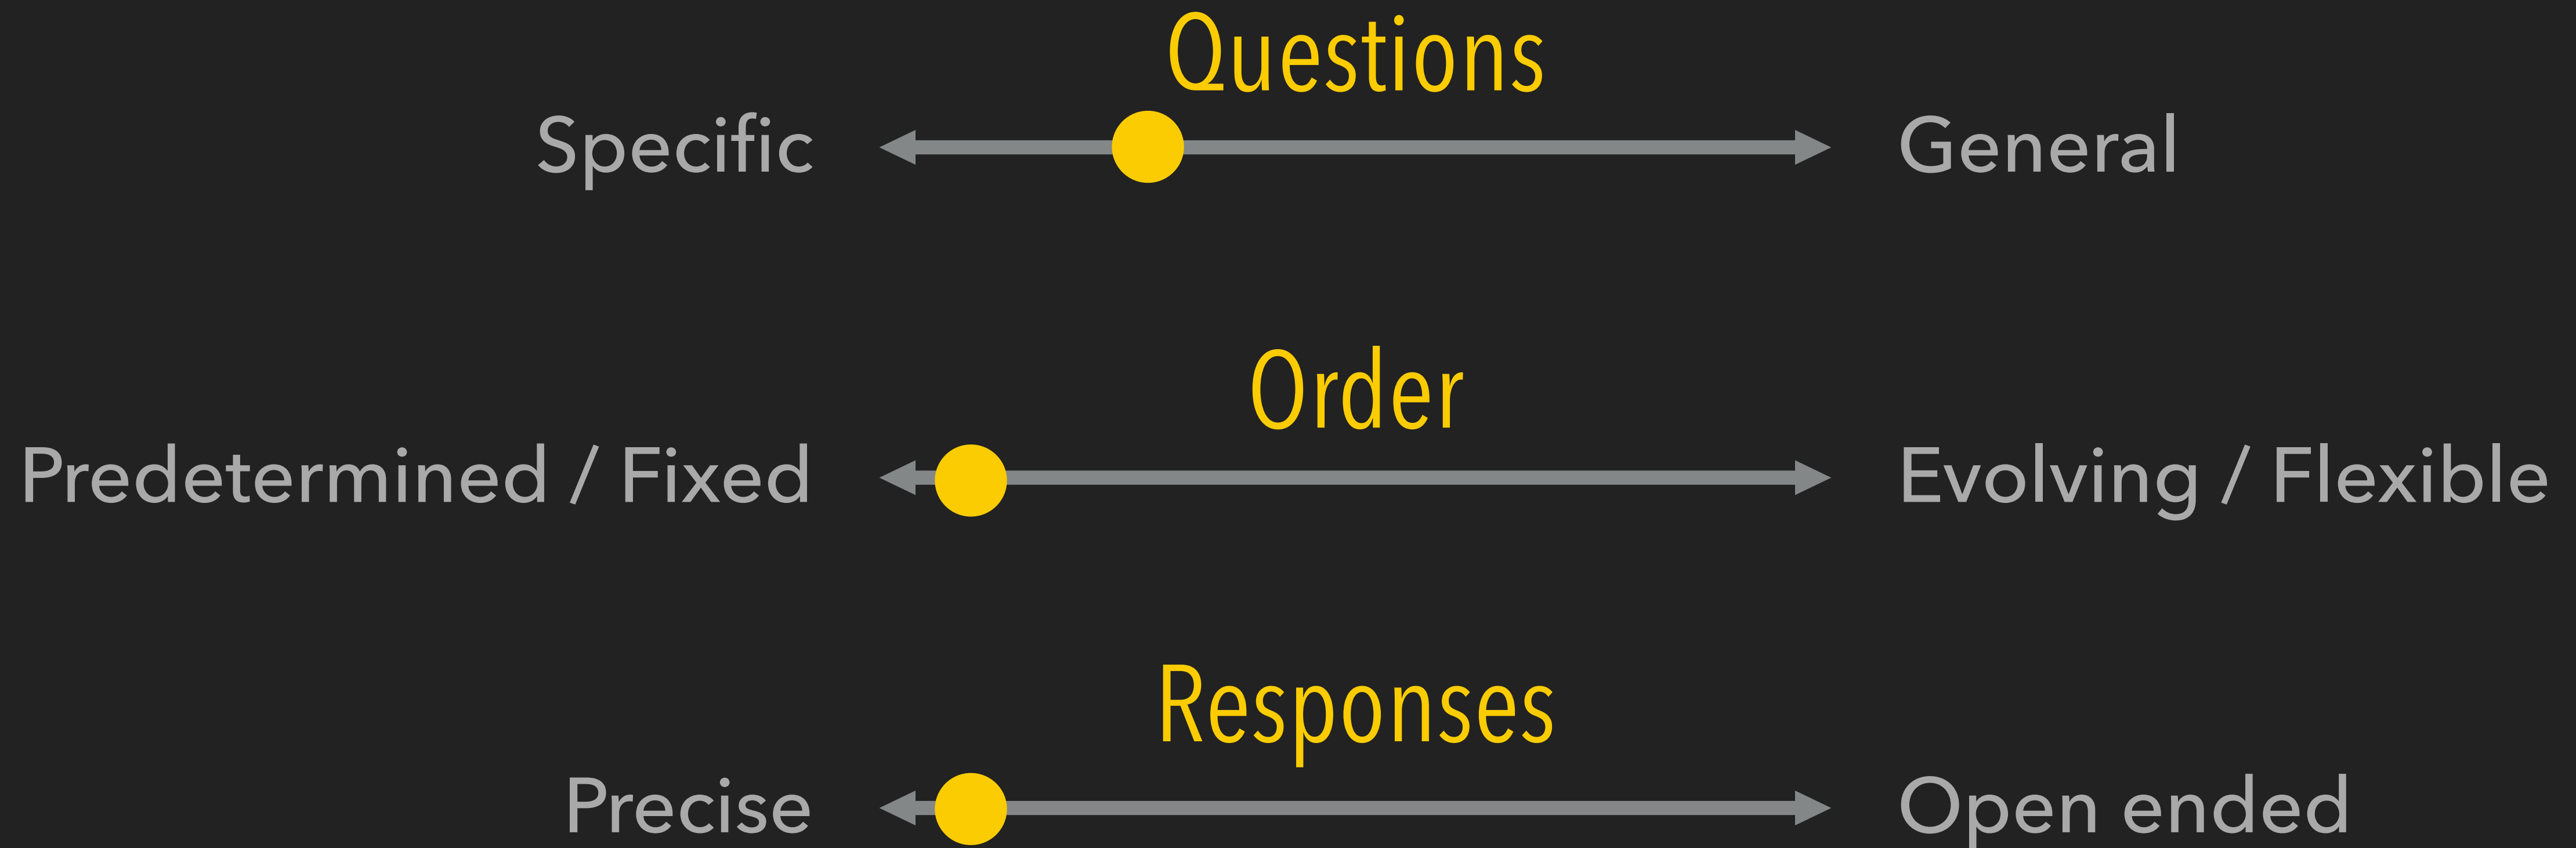 Questions
Specific General
Order
Predetermined / Fixed Evolving / Flexible
Responses
Precise Open ended